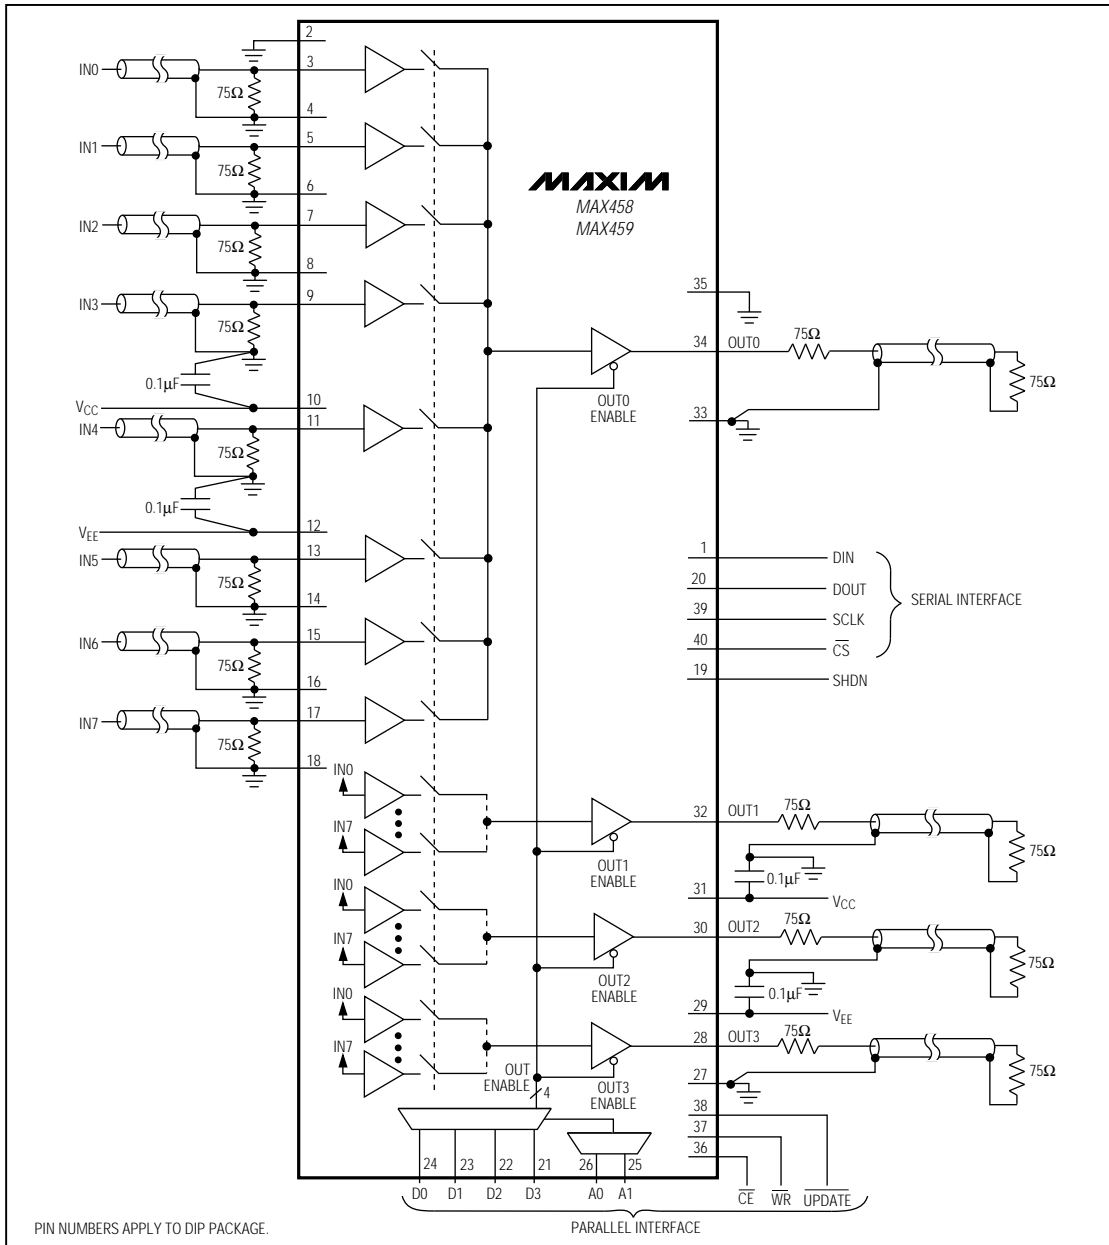 2
IN0
3
75Ω
4
IN1
5
75Ω
6
IN2
7
75Ω
8
IN3
9
75Ω
0.1µF
VCC
10
IN4
11
75Ω
0.1µF
VEE
12
IN5
13
75Ω
14
IN6
15
75Ω
16
IN7
17
75Ω
18
MAXIM
MAX458
MAX459
35
34
OUT0
75Ω
75Ω
OUT0
ENABLE
33
1
DIN
20
DOUT
39
SCLK
40
CS
19
SHDN
SERIAL INTERFACE
IN0
IN7
OUT1
ENABLE
32
OUT1
75Ω
75Ω
0.1µF
31
VCC
IN0
IN7
OUT2
ENABLE
30
OUT2
75Ω
75Ω
0.1µF
29
VEE
IN0
IN7
OUT
ENABLE
4
OUT3
ENABLE
28
OUT3
75Ω
75Ω
27
38
37
36
24
23
22
21
26
25
D0
D1
D2
D3
A0
A1
CE
WR
UPDATE
PARALLEL INTERFACE
PIN NUMBERS APPLY TO DIP PACKAGE.